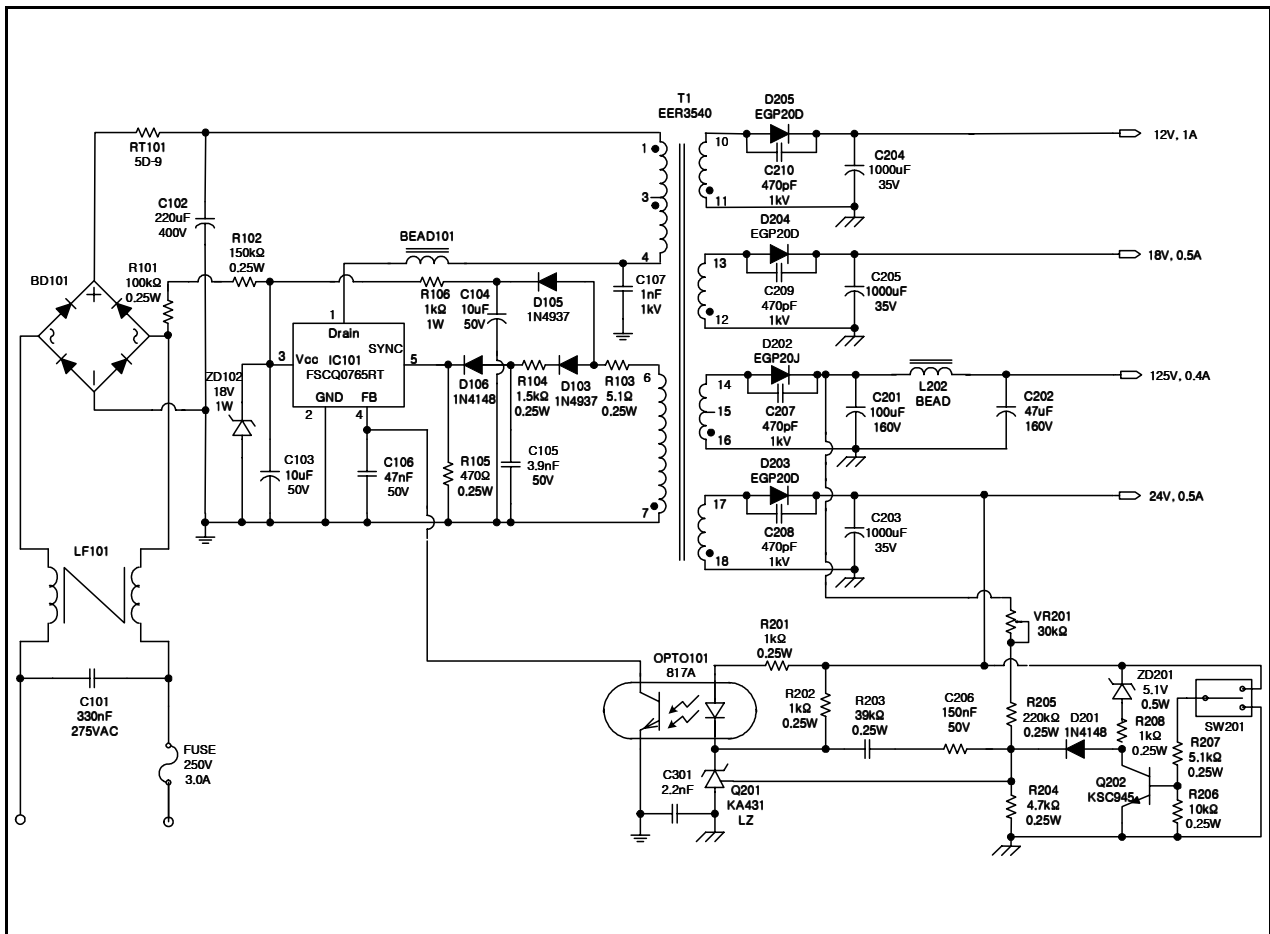 T1
EER3540
RT101
5D-9
C102
220uF
400V
BD101
R101
100kΩ
0.25W
R102
150kΩ
0.25W
BEAD101
R106
1kΩ
1W
C104
10uF
50V
D105
1N4937
C107
1nF
1kV
1
3
4
6
7
1
Drain
SYNC
3
Vcc
IC101
FSCQ0765RT
5
GND
FB
2
4
ZD102
18V
1W
C103
10uF
50V
C106
47nF
50V
D106
1N4148
R104
1.5kΩ
0.25W
D103
1N4937
R103
5.1Ω
0.25W
R105
470Ω
0.25W
C105
3.9nF
50V
LF101
C101
330nF
275VAC
FUSE
250V
3.0A
10
11
D205
EGP20D
C210
470pF
1kV
C204
1000uF
35V
12V, 1A
13
12
D204
EGP20D
C209
470pF
1kV
C205
1000uF
35V
18V, 0.5A
14
15
16
D202
EGP20J
C207
470pF
1kV
C201
100uF
160V
L202
BEAD
C202
47uF
160V
125V, 0.4A
17
18
D203
EGP20D
C208
470pF
1kV
C203
1000uF
35V
24V, 0.5A
VR201
30kΩ
OPTO101
817A
R201
1kΩ
0.25W
R202
1kΩ
0.25W
R203
39kΩ
0.25W
C206
150nF
50V
R205
220kΩ
0.25W
D201
1N4148
ZD201
5.1V
0.5W
R208
1kΩ
0.25W
SW201
R207
5.1kΩ
0.25W
C301
2.2nF
Q201
KA431
LZ
R204
4.7kΩ
0.25W
Q202
KSC945
R206
10kΩ
0.25W